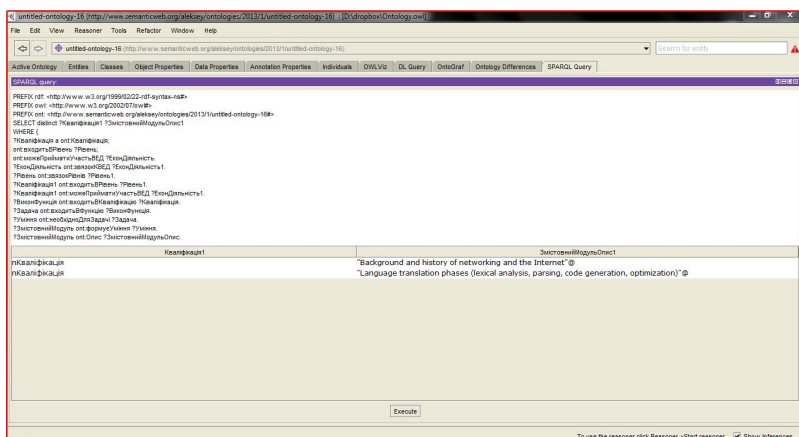 untitled-ontology-16 [http://www.semanticweb.org/aleksey/ontologies/2013/1/untitled-ontology-16] : [D:\dropbox\Ontology.owl]
File Edit View Reasoner Tools Refactor Window Help
untitled-ontology-16 (http://www.semanticweb.org/aleksey/ontologies/2013/1/untitled-ontology-16)
Search for entity
Active Ontology Entities Classes Object Properties Data Properties Annotation Properties Individuals OWLViz DL Query OntoGraf Ontology Differences SPARQL Query
SPARQL query:
PREFIX rdf: <http://www.w3.org/1999/02/22-rdf-syntax-ns#>
PREFIX owl: <http://www.w3.org/2002/07/owl#>
PREFIX ont: <http://www.semanticweb.org/aleksey/ontologies/2013/1/untitled-ontology-16#>
SELECT distinct ?Кваліфікація1 ?ЗмістовнийМодульОпис1
WHERE {
?Кваліфікація a ont:Кваліфікація;
ont:входитьВРівень ?Рівень;
ont:можеПрийматиУчастьВЕД ?ЕконДіяльність.
?ЕконДіяльність ont:звязокКВЕД ?ЕконДіяльність1.
?Рівень ont:звязокРівнів ?Рівень1.
?Кваліфікація1 ont:входитьВРівень ?Рівень1.
?Кваліфікація1 ont:можеПрийматиУчастьВЕД ?ЕконДіяльність1.
?ВиконФункція ont:входитьВКваліфікацію ?Кваліфікація.
?Задача ont:входитьВФункцію ?ВиконФункція.
?Уміння ont:необхідноДляЗадачі ?Задача.
?ЗмістовнийМодуль ont:формуєУміння ?Уміння.
?ЗмістовнийМодуль ont:Опис ?ЗмістовнийМодульОпис.
Кваліфікація1 ЗмістовнийМодульОпис1
пКваліфікація "Background and history of networking and the Internet"@
пКваліфікація "Language translation phases (lexical analysis, parsing, code generation, optimization)"@
Execute
To use the reasoner click Reasoner->Start reasoner Show Inferences